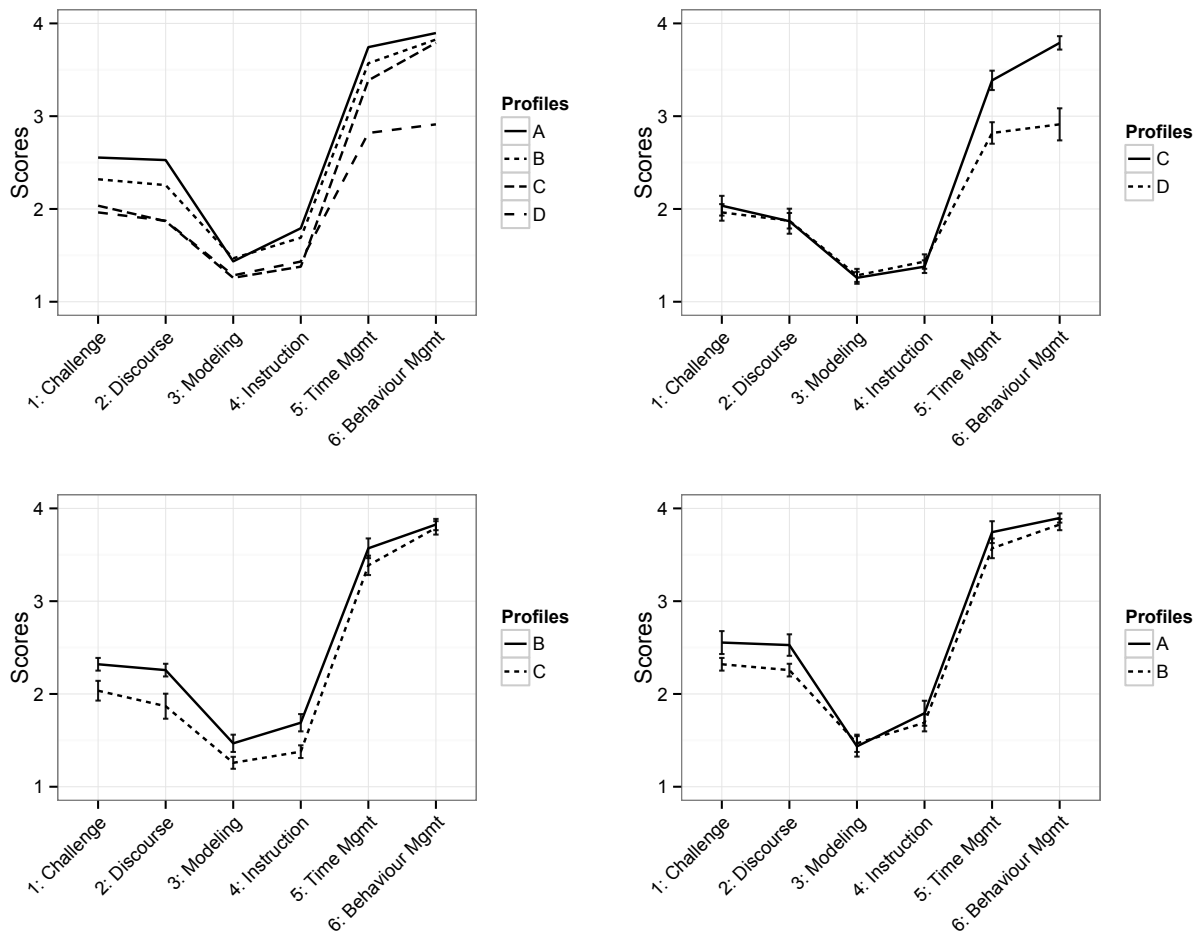 4
3
2
1
Scores
1: Challenge
2: Discourse
3: Modeling
4: Instruction
5: Time Mgmt
6: Behaviour Mgmt
Profiles
A
B
C
D
4
3
2
1
Scores
1: Challenge
2: Discourse
3: Modeling
4: Instruction
5: Time Mgmt
6: Behaviour Mgmt
Profiles
C
D
4
3
2
1
Scores
1: Challenge
2: Discourse
3: Modeling
4: Instruction
5: Time Mgmt
6: Behaviour Mgmt
Profiles
B
C
4
3
2
1
Scores
1: Challenge
2: Discourse
3: Modeling
4: Instruction
5: Time Mgmt
6: Behaviour Mgmt
Profiles
A
B